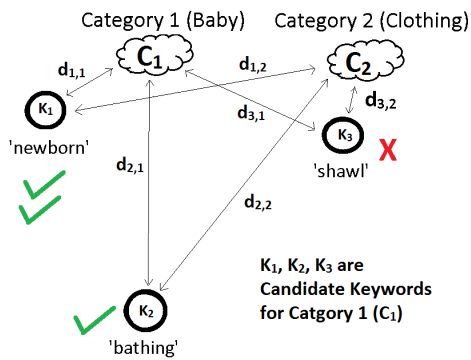 Category 1 (Baby) Category 2 (Clothing)
C1 C2
d1,1 d1,2
d3,2
K1 d3,1
K3
'newborn' 'shawl' X
d2,1
d2,2
K1, K2, K3 are
Candidate Keywords
for Catgory 1 (C1)
K2
'bathing'